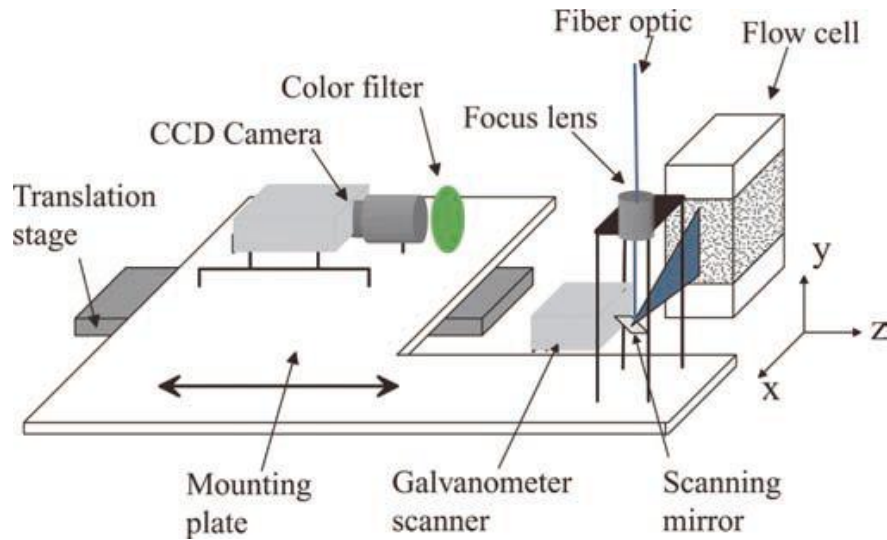 Fiber optic
Flow cell
Color filter
Focus lens
CCD Camera
Translation
stage
y
z
x
Mounting
plate
Galvanometer
scanner
Scanning
mirror